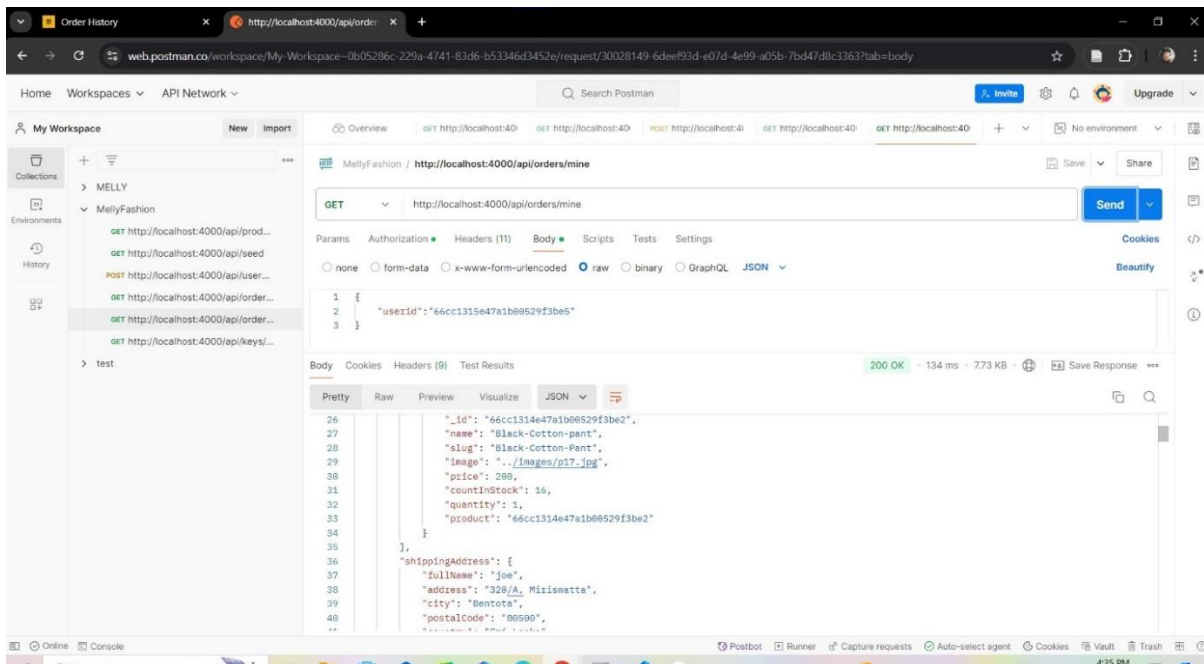 Order History
http://localhost:4000/api/order
web.postman.co/workspace/My-Workspace~0b05286c-229a-4741-83d6-b53346d3452e/request/30028149-6deef93d-e07d-4e99-a05b-7bd47d8c3363?tab=body
Home Workspaces API Network Search Postman Invite Upgrade
My Workspace New Import Overview GET http://localhost:40 GET http://localhost:40 POST http://localhost:4 GET http://localhost:40 GET http://localhost:40 No environment
Collections
Environments
History
MELLY
MellyFashion
GET http://localhost:4000/api/prod...
GET http://localhost:4000/api/seed
POST http://localhost:4000/api/user...
GET http://localhost:4000/api/order...
GET http://localhost:4000/api/order...
GET http://localhost:4000/api/keys/...
test
HTTP MellyFashion / http://localhost:4000/api/orders/mine Save Share
GET http://localhost:4000/api/orders/mine Send
Params Authorization Headers (11) Body Scripts Tests Settings Cookies
none form-data x-www-form-urlencoded raw binary GraphQL JSON Beautify
1 {
2 "userid":"66cc1315e47a1b00529f3be5"
3 }
Body Cookies Headers (9) Test Results 200 OK 134 ms 7.73 KB Save Response
Pretty Raw Preview Visualize JSON
26 "_id": "66cc1314e47a1b00529f3be2",
27 "name": "Black-Cotton-pant",
28 "slug": "Black-Cotton-Pant",
29 "image": "../images/p17.jpg",
30 "price": 200,
31 "countInStock": 16,
32 "quantity": 1,
33 "product": "66cc1314e47a1b00529f3be2"
34 }
35 ],
36 "shippingAddress": {
37 "fullName": "joe",
38 "address": "320/A, Miriswatta",
39 "city": "Bentota",
40 "postalCode": "80500",
Online Console Postbot Runner Capture requests Auto-select agent Cookies Vault Trash
4:35 PM